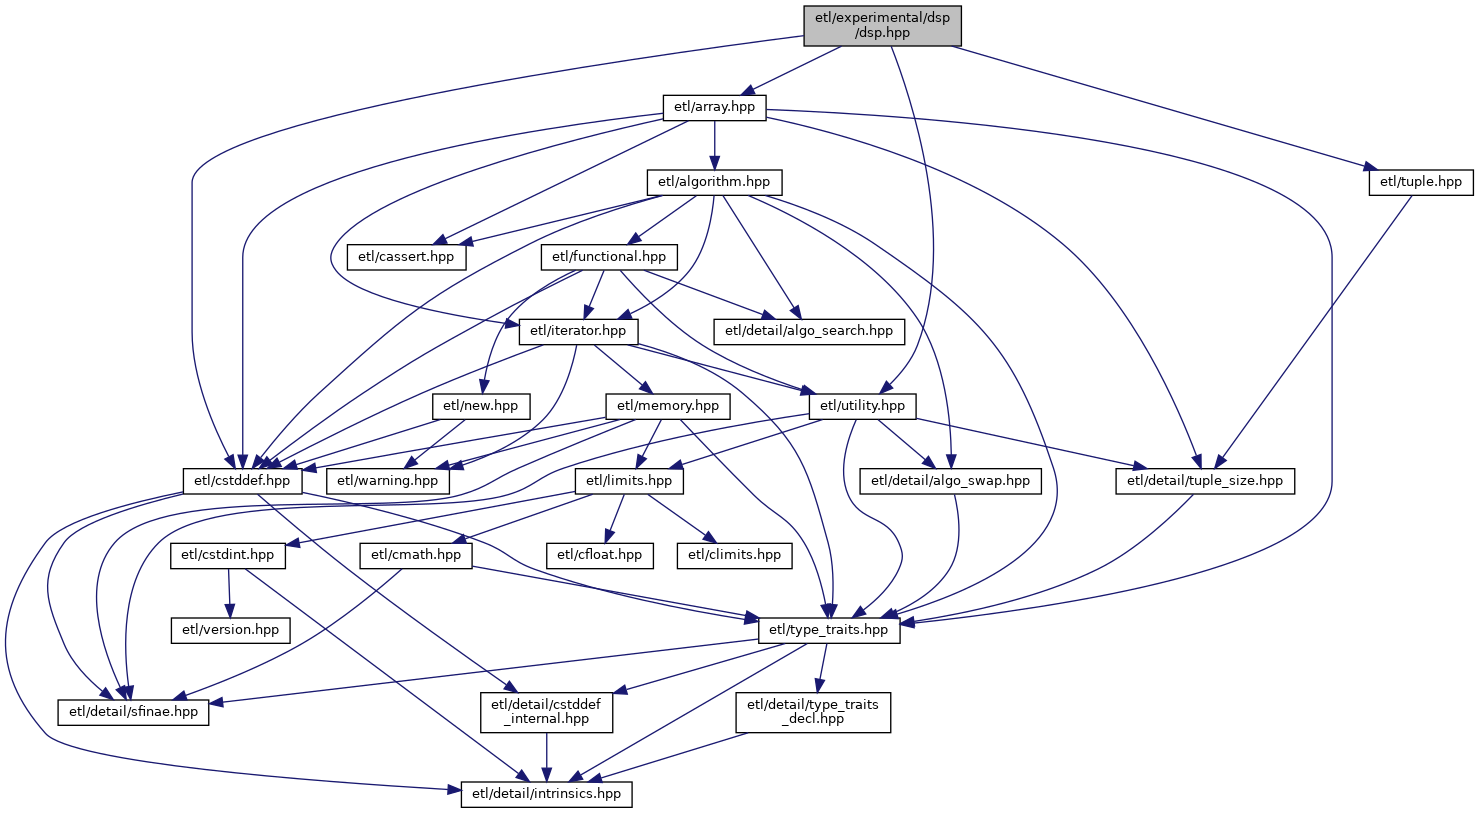 etl/experimental/dsp
/dsp.hpp
etl/array.hpp
etl/algorithm.hpp
etl/tuple.hpp
etl/cassert.hpp
etl/functional.hpp
etl/iterator.hpp
etl/detail/algo_search.hpp
etl/new.hpp
etl/memory.hpp
etl/utility.hpp
etl/cstddef.hpp
etl/warning.hpp
etl/limits.hpp
etl/detail/algo_swap.hpp
etl/detail/tuple_size.hpp
etl/cstdint.hpp
etl/cmath.hpp
etl/cfloat.hpp
etl/climits.hpp
etl/version.hpp
etl/type_traits.hpp
etl/detail/sfinae.hpp
etl/detail/cstddef
_internal.hpp
etl/detail/type_traits
_decl.hpp
etl/detail/intrinsics.hpp